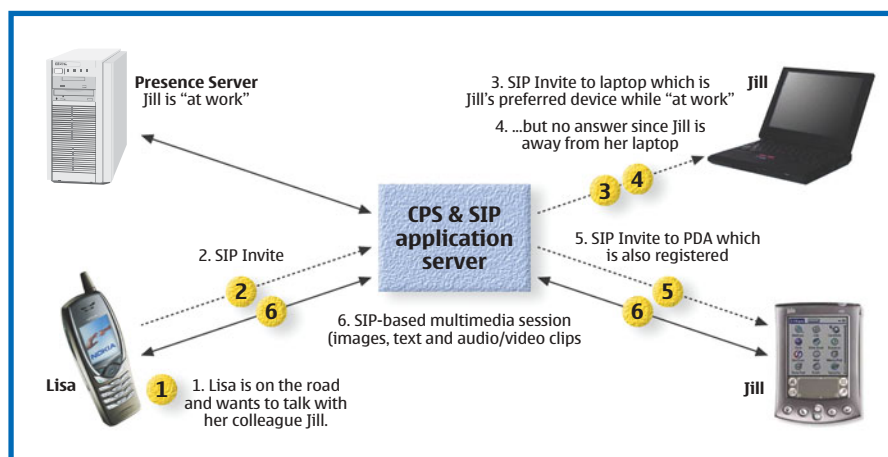 Presence Server
Jill is "at work"
3. SIP Invite to laptop which is
Jill's preferred device while "at work"
4. ...but no answer since Jill is
away from her laptop
Jill
3
4
CPS & SIP
application
server
2. SIP Invite
2
6
5. SIP Invite to PDA which
is also registered
5
6
6. SIP-based multimedia session
(images, text and audio/video clips
NOKIA
Lisa
1
1. Lisa is on the road
and wants to talk with
her colleague Jill.
Jill